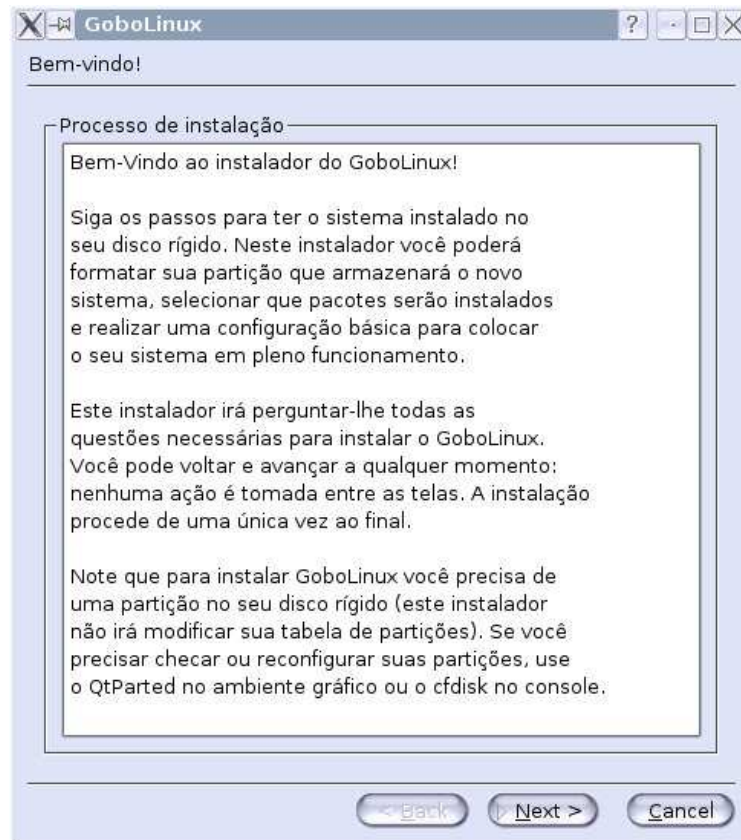 GoboLinux
Bem-vindo!
Processo de instalação
Bem-Vindo ao instalador do GoboLinux!
Siga os passos para ter o sistema instalado no
seu disco rígido. Neste instalador você poderá
formatar sua partição que armazenará o novo
sistema, selecionar que pacotes serão instalados
e realizar uma configuração básica para colocar
o seu sistema em pleno funcionamento.
Este instalador irá perguntar-lhe todas as
questões necessárias para instalar o GoboLinux.
Você pode voltar e avançar a qualquer momento:
nenhuma ação é tomada entre as telas. A instalação
procede de uma única vez ao final.
Note que para instalar GoboLinux você precisa de
uma partição no seu disco rígido (este instalador
não irá modificar sua tabela de partições). Se você
precisar checar ou reconfigurar suas partições, use
o QtParted no ambiente gráfico ou o cfdisk no console.
< Back Next > Cancel